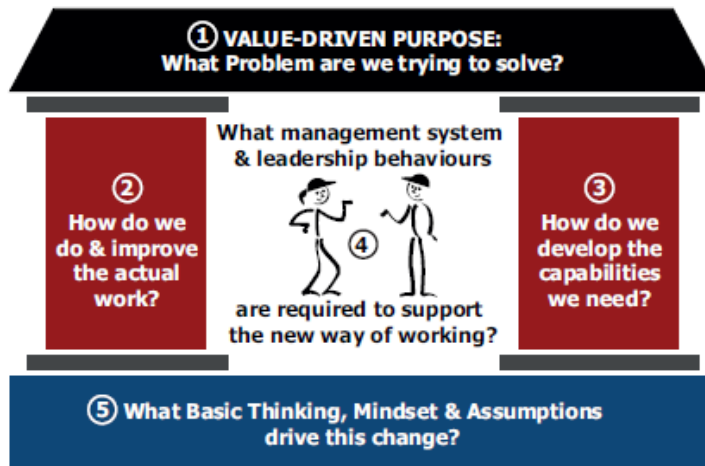 ① VALUE-DRIVEN PURPOSE:
What Problem are we trying to solve?
②
How do we
do & improve
the actual
work?
What management system
& leadership behaviours
④
are required to support
the new way of working?
③
How do we
develop the
capabilities
we need?
⑤ What Basic Thinking, Mindset & Assumptions
drive this change?